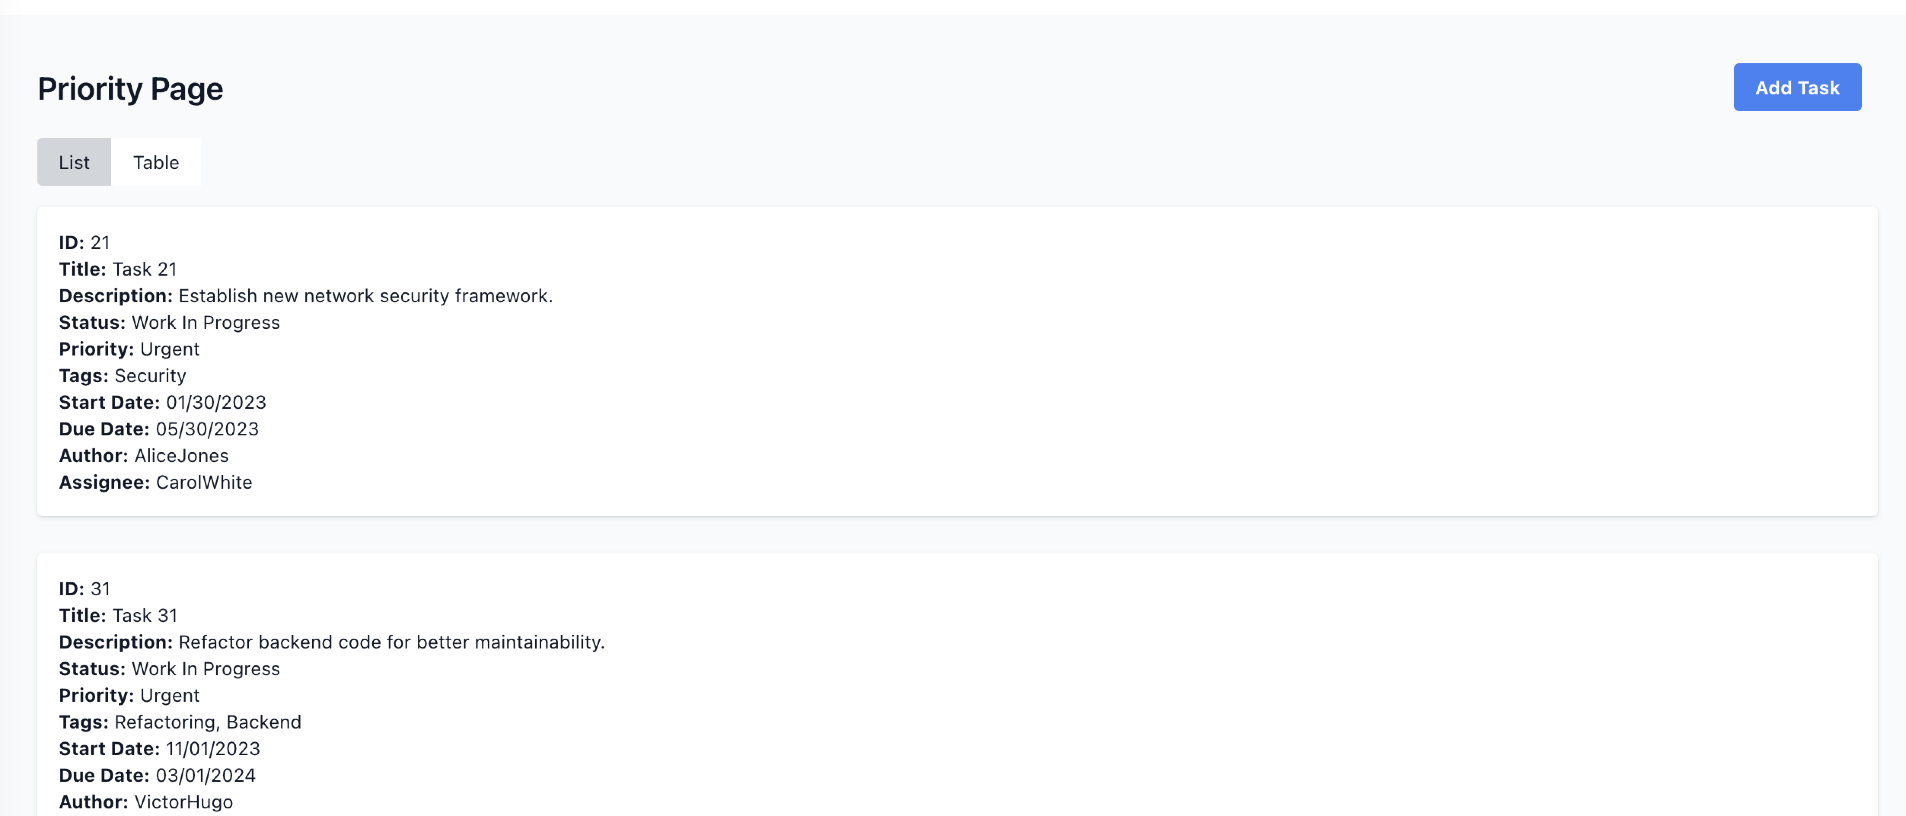 Priority Page
Add Task
List
Table
ID: 21
Title: Task 21
Description: Establish new network security framework.
Status: Work In Progress
Priority: Urgent
Tags: Security
Start Date: 01/30/2023
Due Date: 05/30/2023
Author: AliceJones
Assignee: CarolWhite
ID: 31
Title: Task 31
Description: Refactor backend code for better maintainability.
Status: Work In Progress
Priority: Urgent
Tags: Refactoring, Backend
Start Date: 11/01/2023
Due Date: 03/01/2024
Author: VictorHugo